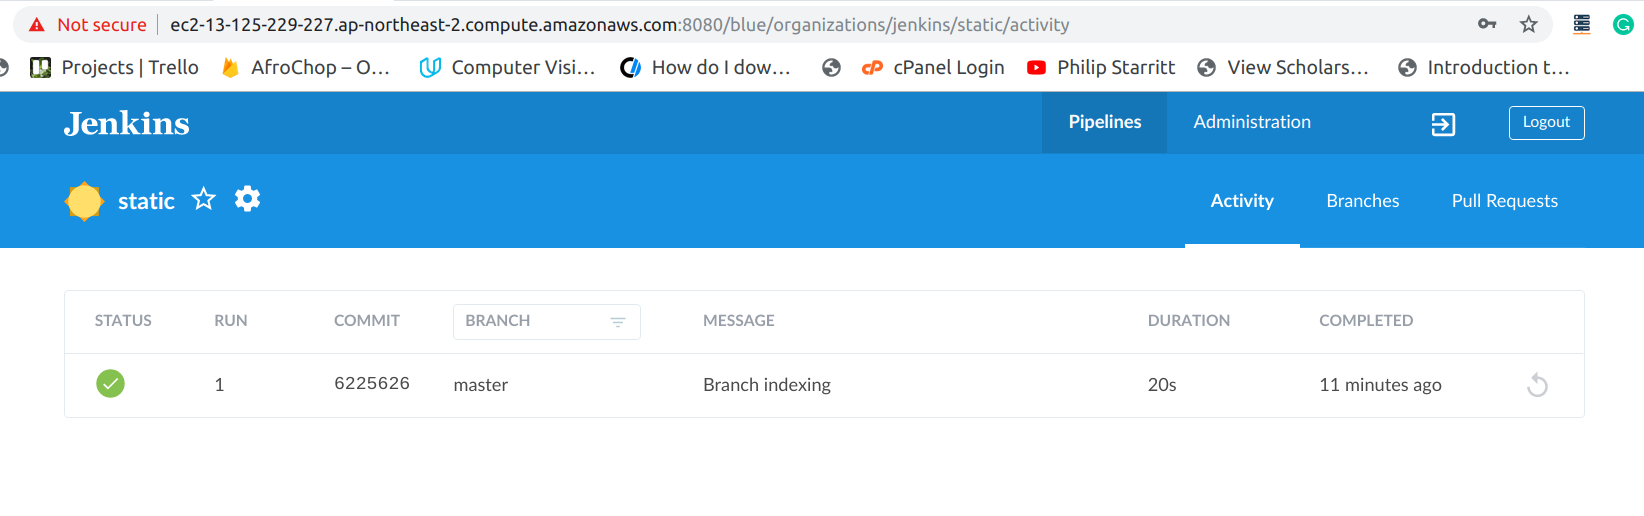 Not secure ec2-13-125-229-227.ap-northeast-2.compute.amazonaws.com:8080/blue/organizations/jenkins/static/activity
Projects | Trello AfroChop – O... Computer Visi... How do I dow... cPanel Login Philip Starritt View Scholars... Introduction t...
Jenkins Pipelines Administration Logout
static Activity Branches Pull Requests
STATUS RUN COMMIT BRANCH MESSAGE DURATION COMPLETED
1 6225626 master Branch indexing 20s 11 minutes ago